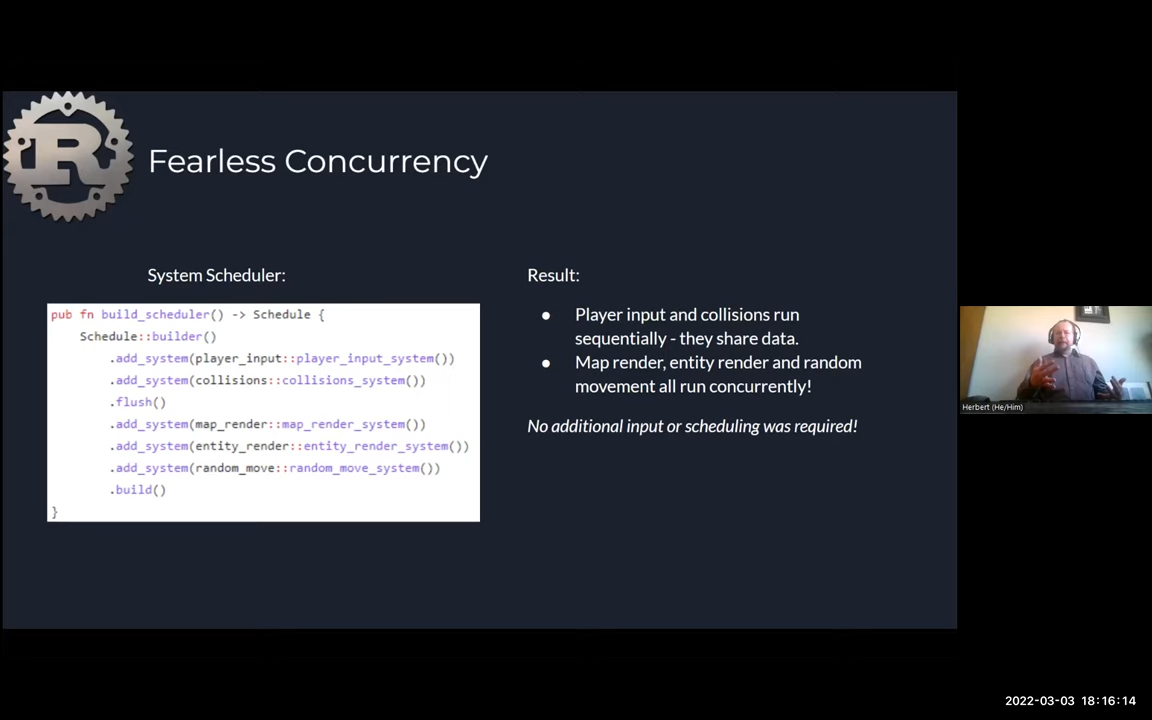 Fearless Concurrency
System Scheduler:
pub fn build_scheduler() -> Schedule {
    Schedule::builder()
        .add_system(player_input::player_input_system())
        .add_system(collisions::collisions_system())
        .flush()
        .add_system(map_render::map_render_system())
        .add_system(entity_render::entity_render_system())
        .add_system(random_move::random_move_system())
        .build()
}
Result:
● Player input and collisions run
sequentially - they share data.
● Map render, entity render and random
movement all run concurrently!
No additional input or scheduling was required!
Herbert (He/Him)
2022-03-03 18:16:14